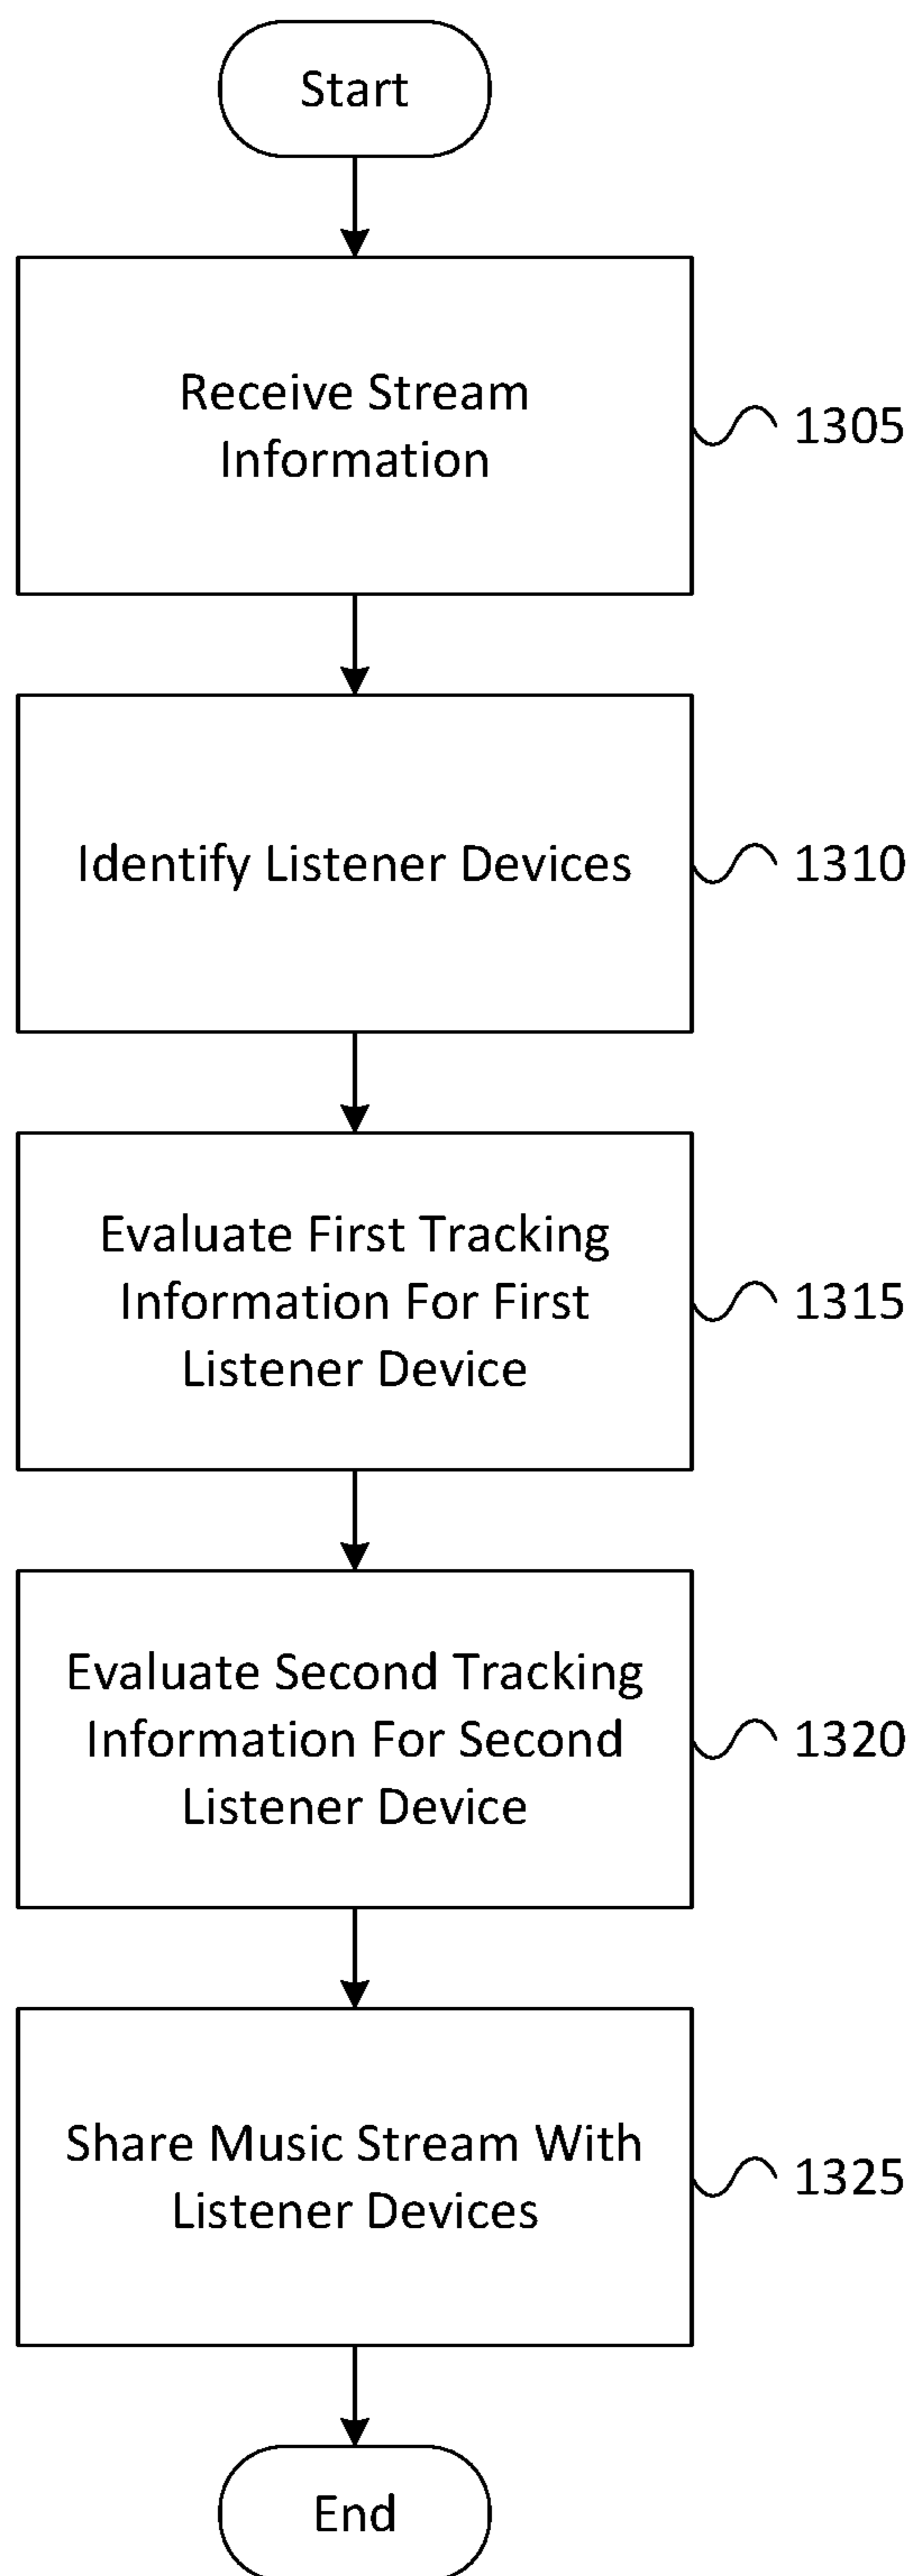 Start
Receive Stream
Information
1305
Identify Listener Devices
1310
Evaluate First Tracking
Information For First
Listener Device
1315
Evaluate Second Tracking
Information For Second
Listener Device
1320
Share Music Stream With
Listener Devices
1325
End